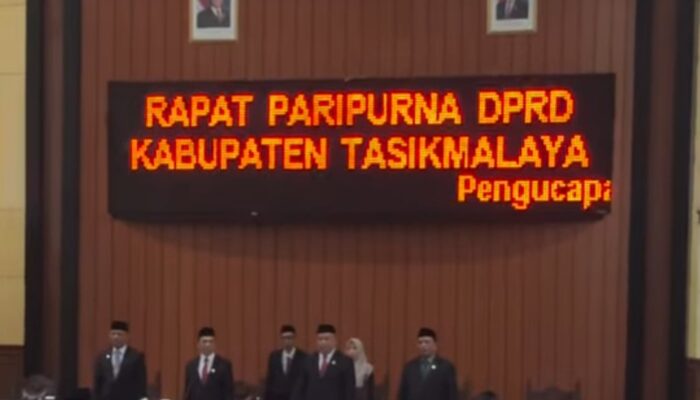 RAPAT PARIPURNA DPRD
KABUPATEN TASIKMALAYA
Pengucapa